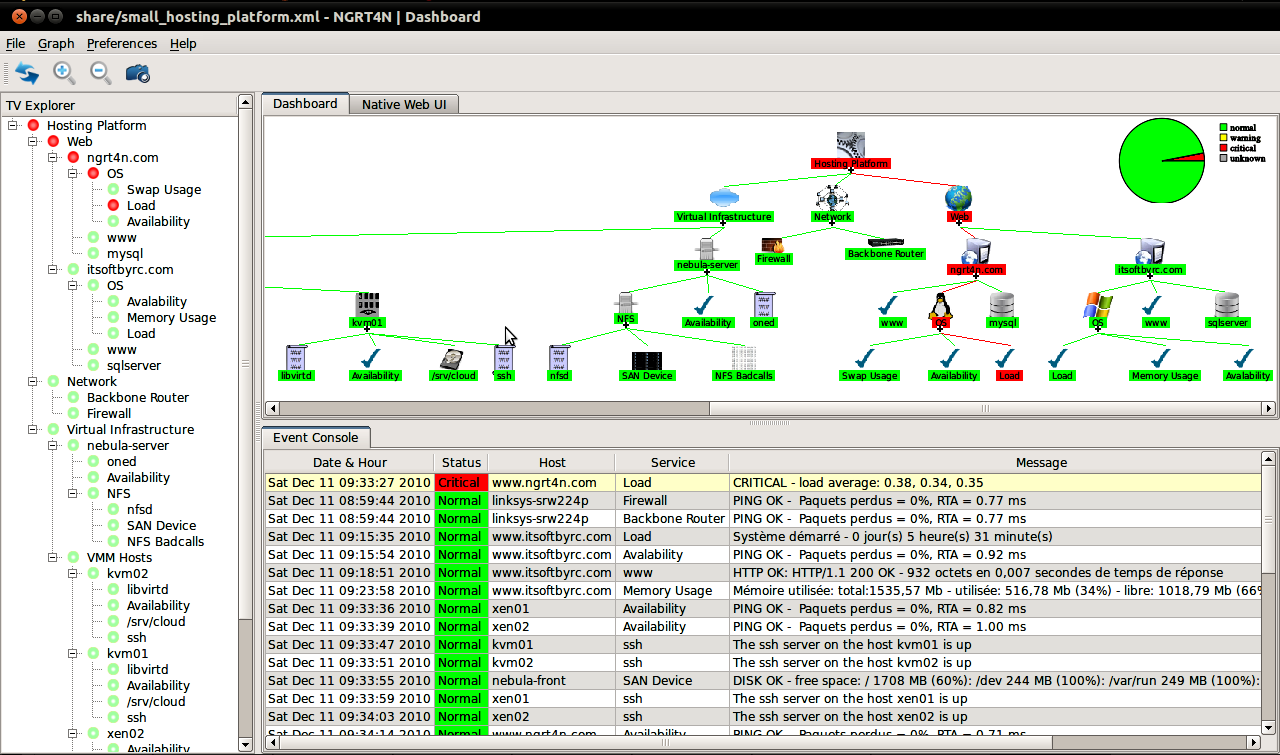 share/small_hosting_platform.xml - NGRT4N | Dashboard
File Graph Preferences Help
TV Explorer
Hosting Platform
Web
ngrt4n.com
OS
Swap Usage
Load
Availability
www
mysql
itsoftbyrc.com
OS
Avalability
Memory Usage
Load
www
sqlserver
Network
Backbone Router
Firewall
Virtual Infrastructure
nebula-server
oned
Availability
NFS
nfsd
SAN Device
NFS Badcalls
VMM Hosts
kvm02
libvirtd
Availability
/srv/cloud
ssh
kvm01
libvirtd
Availability
/srv/cloud
ssh
xen02
Availability
Dashboard Native Web UI
normal
warning
critical
unknown
Hosting Platform
Virtual Infrastructure Network Web
nebula-server Firewall Backbone Router ngrt4n.com itsoftbyrc.com
kvm01 NFS Availability oned www OS mysql OS www sqlserver
libvirtd Availability /srv/cloud ssh nfsd SAN Device NFS Badcalls Swap Usage Availability Load Load Memory Usage Avalability
Event Console
Date & Hour Status Host Service Message
Sat Dec 11 09:33:27 2010 Critical www.ngrt4n.com Load CRITICAL - load average: 0.38, 0.34, 0.35
Sat Dec 11 08:59:44 2010 Normal linksys-srw224p Firewall PING OK - Paquets perdus = 0%, RTA = 0.77 ms
Sat Dec 11 08:59:44 2010 Normal linksys-srw224p Backbone Router PING OK - Paquets perdus = 0%, RTA = 0.77 ms
Sat Dec 11 09:15:35 2010 Normal www.itsoftbyrc.com Load Système démarré - 0 jour(s) 5 heure(s) 31 minute(s)
Sat Dec 11 09:15:54 2010 Normal www.itsoftbyrc.com Avalability PING OK - Paquets perdus = 0%, RTA = 0.92 ms
Sat Dec 11 09:18:51 2010 Normal www.itsoftbyrc.com www HTTP OK: HTTP/1.1 200 OK - 932 octets en 0,007 secondes de temps de réponse
Sat Dec 11 09:23:58 2010 Normal www.itsoftbyrc.com Memory Usage Mémoire utilisée: total:1535,57 Mb - utilisée: 516,78 Mb (34%) - libre: 1018,79 Mb (66%
Sat Dec 11 09:33:36 2010 Normal xen01 Availability PING OK - Paquets perdus = 0%, RTA = 0.82 ms
Sat Dec 11 09:33:39 2010 Normal xen02 Availability PING OK - Paquets perdus = 0%, RTA = 1.00 ms
Sat Dec 11 09:33:47 2010 Normal kvm01 ssh The ssh server on the host kvm01 is up
Sat Dec 11 09:33:51 2010 Normal kvm02 ssh The ssh server on the host kvm02 is up
Sat Dec 11 09:33:55 2010 Normal nebula-front SAN Device DISK OK - free space: / 1708 MB (60%): /dev 244 MB (100%): /var/run 249 MB (100%):
Sat Dec 11 09:33:59 2010 Normal xen01 ssh The ssh server on the host xen01 is up
Sat Dec 11 09:34:03 2010 Normal xen02 ssh The ssh server on the host xen02 is up
Sat Dec 11 09:34:14 2010 Normal www.ngrt4n.com Availability PING OK - Paquets perdus = 0%, RTA = 0.71 ms